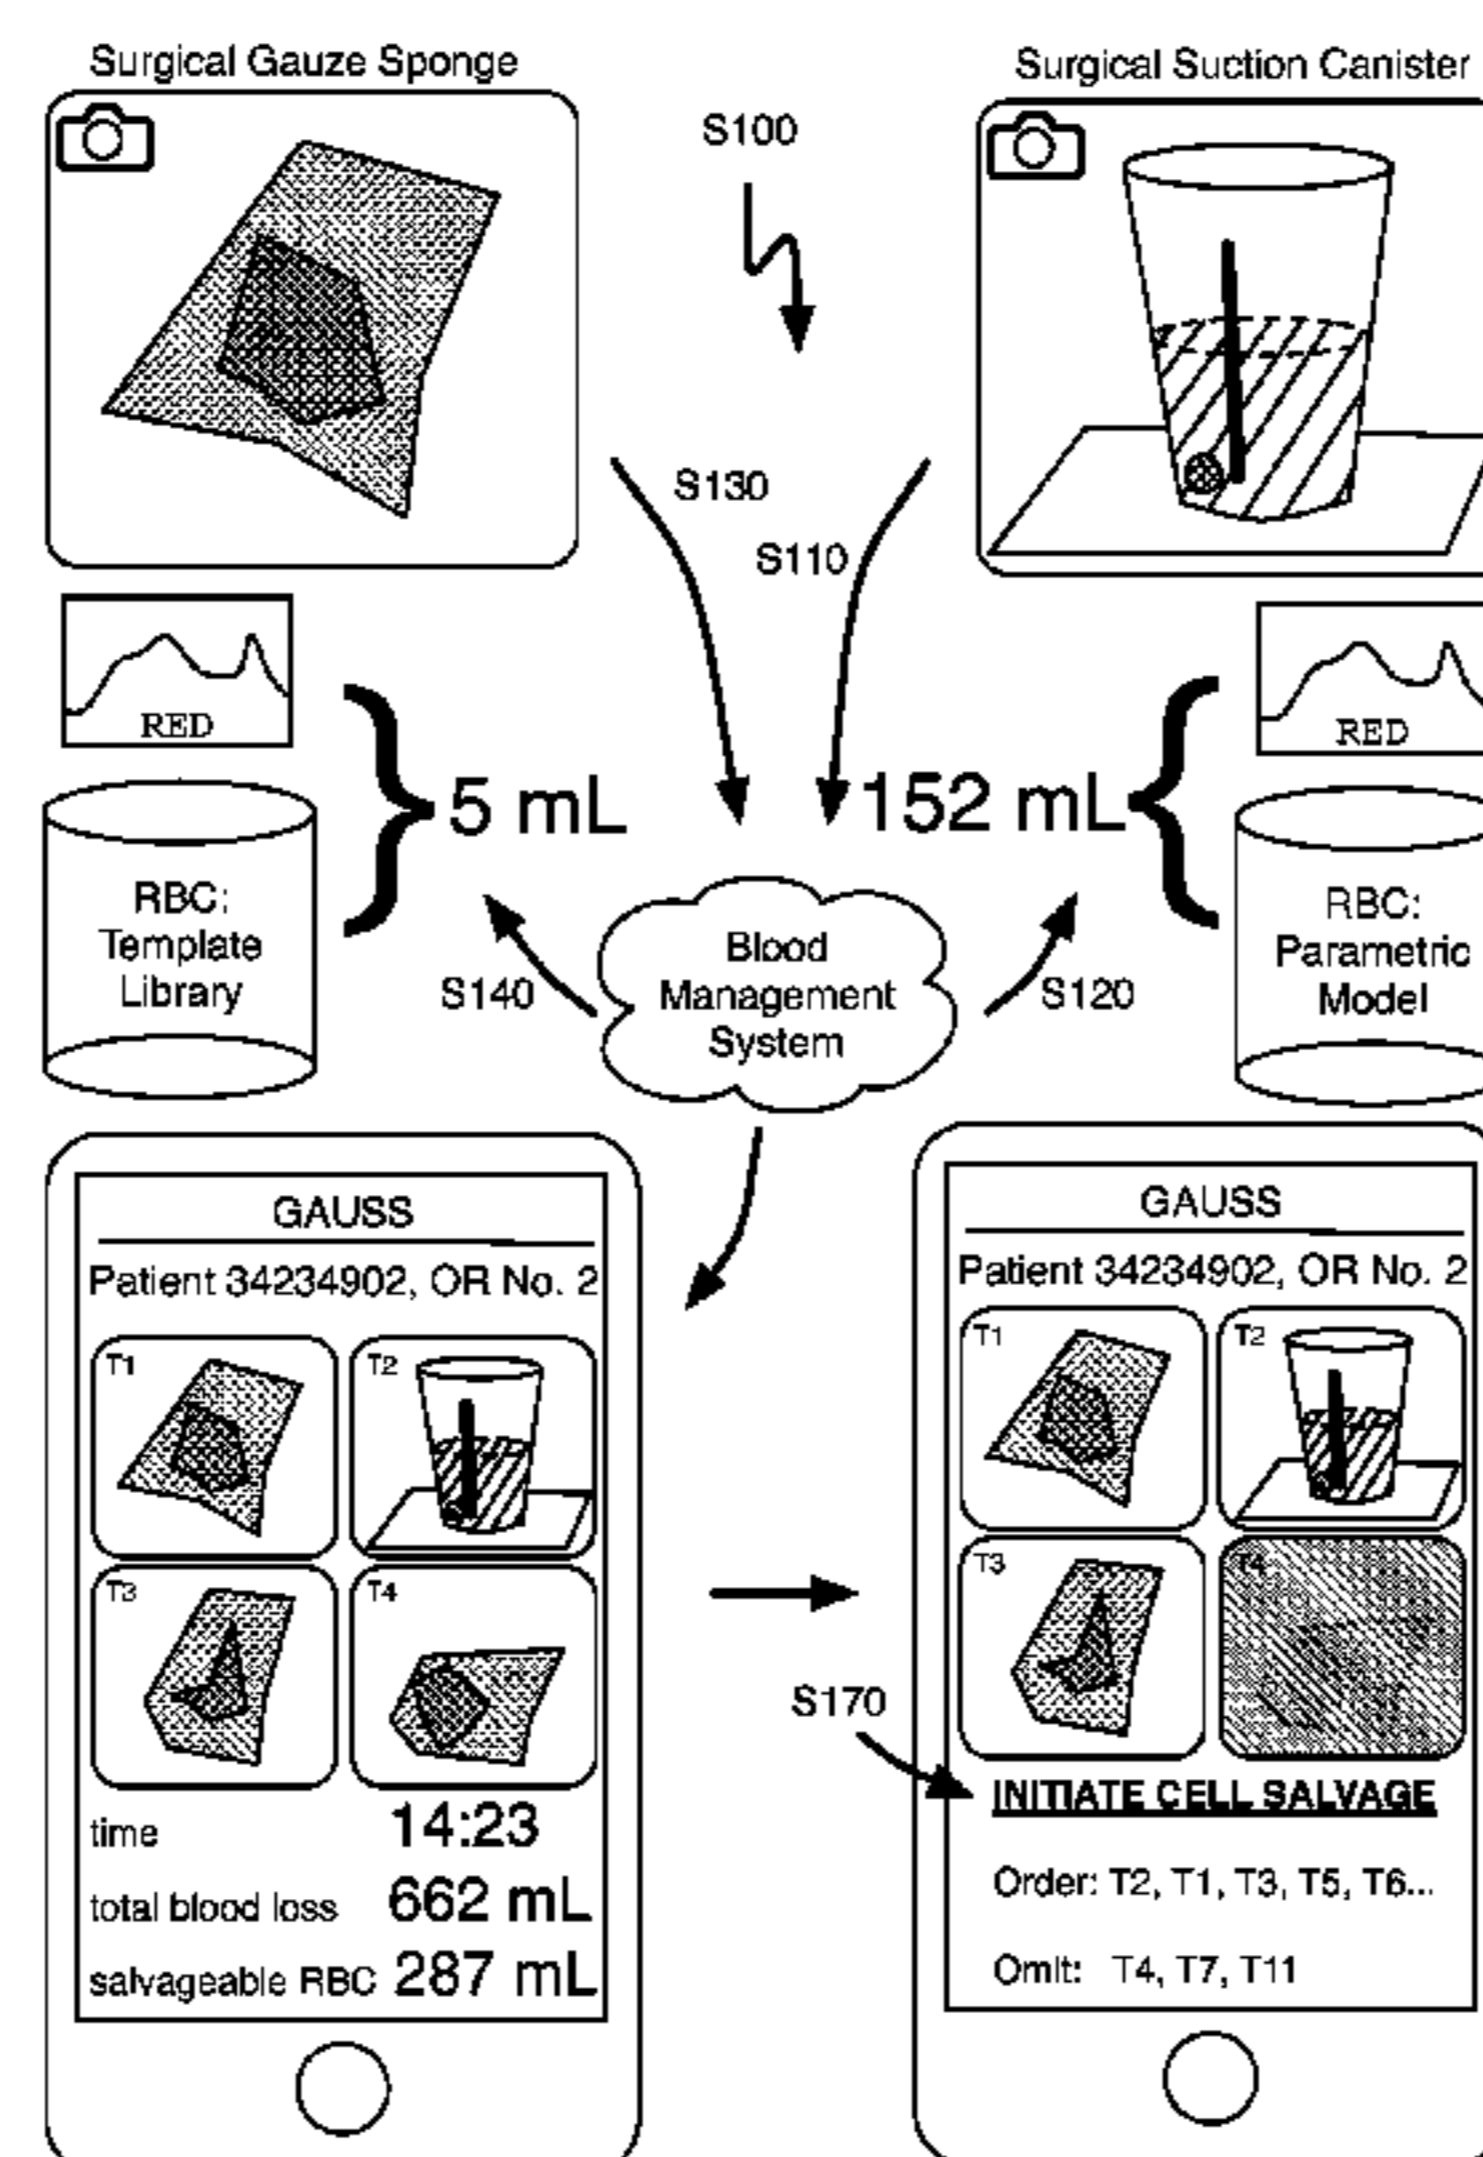 Surgical Gauze Sponge
Surgical Suction Canister
S100
S130
S110
RED
RED
5 mL
152 mL
RBC:
Template
Library
RBC:
Parametric
Model
Blood
Management
System
S140
S120
GAUSS
Patient 34234902, OR No. 2
T1
T2
T3
T4
time 14:23
total blood loss 662 mL
salvageable RBC 287 mL
S170
GAUSS
Patient 34234902, OR No. 2
T1
T2
T3
T4
INITIATE CELL SALVAGE
Order: T2, T1, T3, T5, T6...
Omit: T4, T7, T11